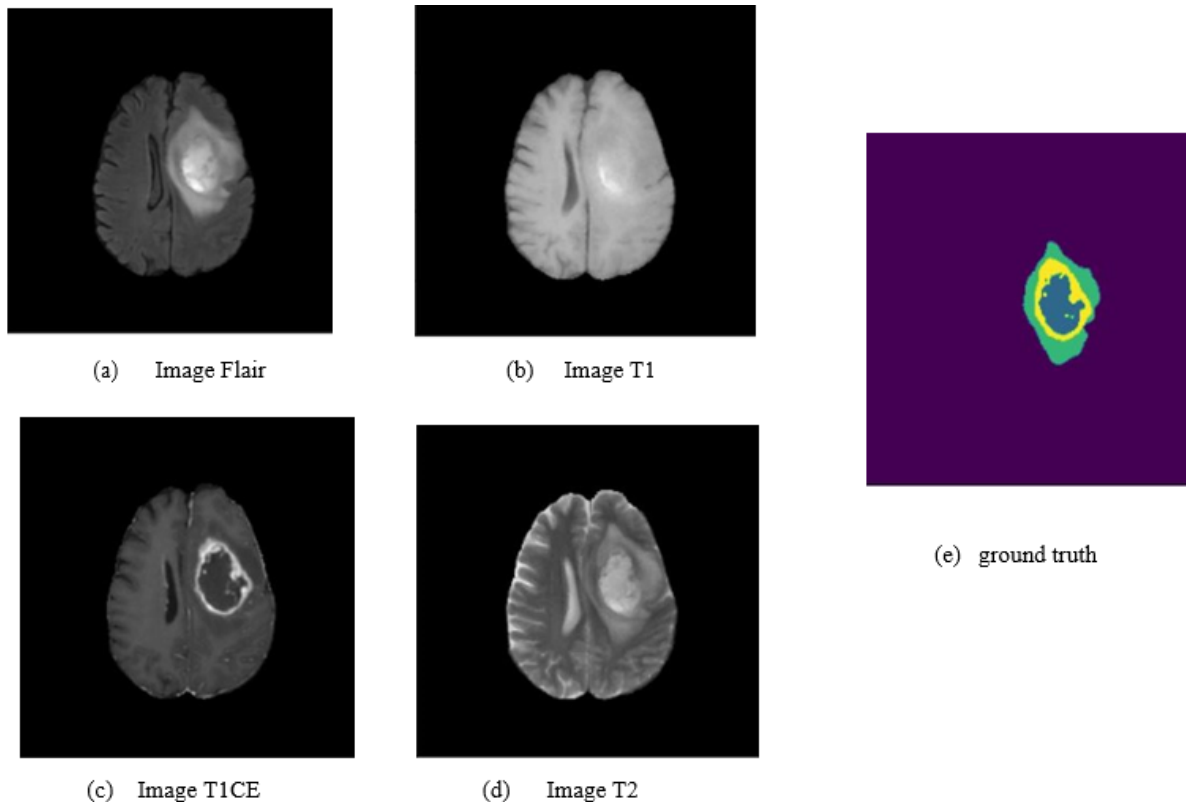 (a) Image Flair
(b) Image T1
(c) Image T1CE
(d) Image T2
(e) ground truth